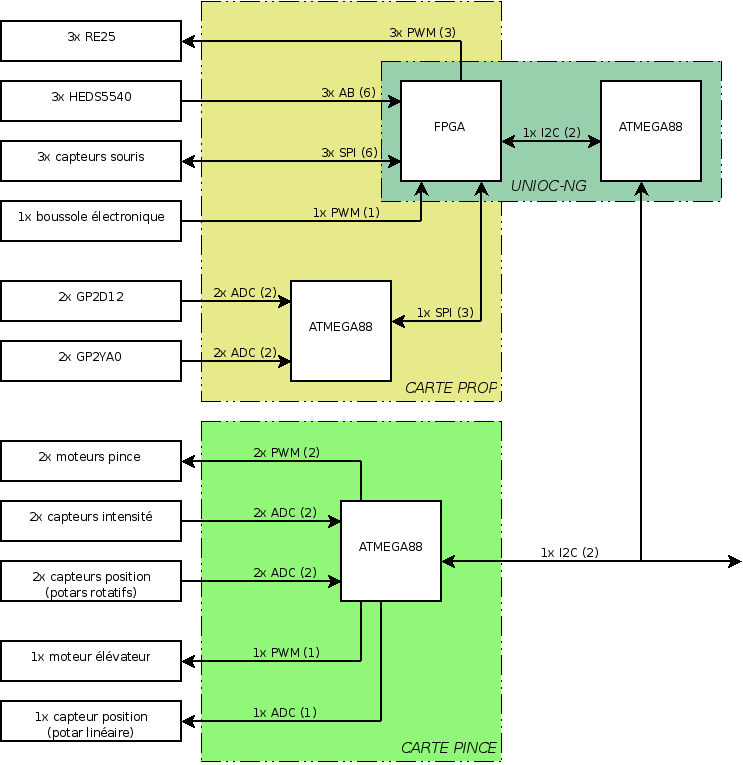 3x RE25
3x PWM (3)
3x HEDS5540
3x AB (6)
FPGA
1x I2C (2)
ATMEGA88
3x capteurs souris
3x SPI (6)
UNIOC-NG
1x boussole électronique
1x PWM (1)
2x GP2D12
2x ADC (2)
ATMEGA88
1x SPI (3)
2x GP2YA0
2x ADC (2)
CARTE PROP
2x moteurs pince
2x PWM (2)
2x capteurs intensité
2x ADC (2)
ATMEGA88
1x I2C (2)
2x capteurs position
(potars rotatifs)
2x ADC (2)
1x moteur élévateur
1x PWM (1)
1x capteur position
(potar linéaire)
1x ADC (1)
CARTE PINCE